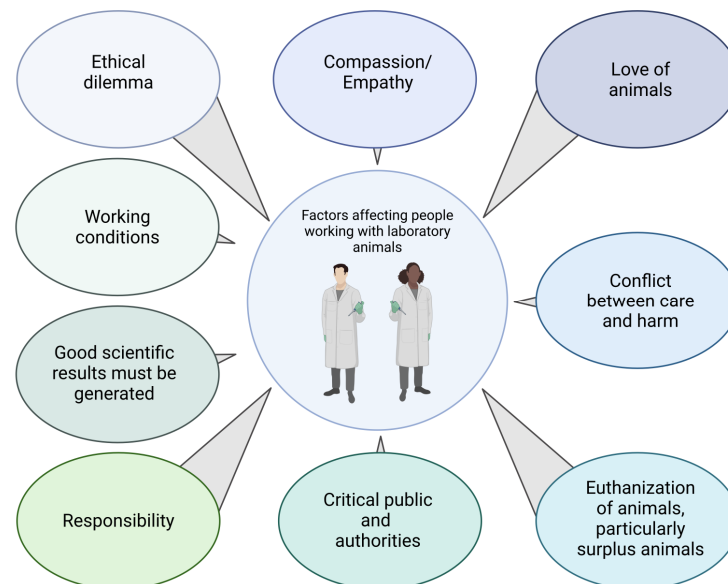 Ethical
dilemma
Compassion/
Empathy
Love of
animals
Working
conditions
Factors affecting people
working with laboratory
animals
Conflict
between care
and harm
Good scientific
results must be
generated
Responsibility
Critical public
and
authorities
Euthanization
of animals,
particularly
surplus animals